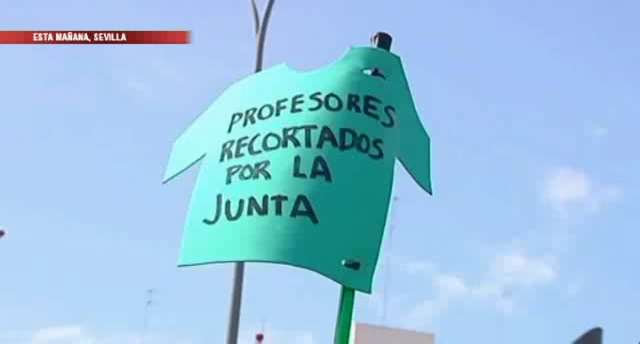 ESTA MAÑANA, SEVILLA
PROFESORES
RECORTADOS
POR LA
JUNTA